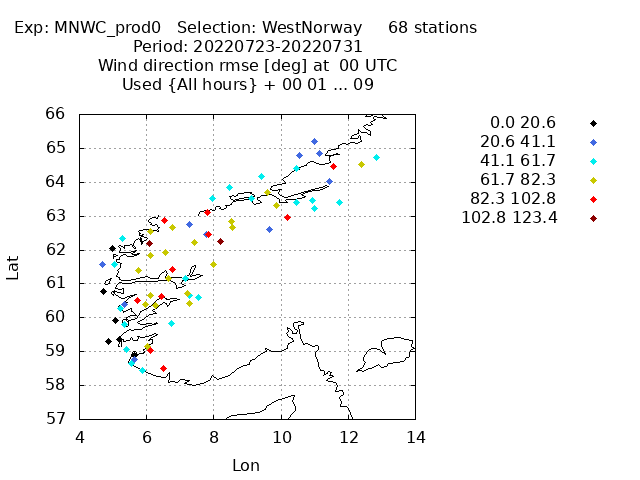 Exp: MNWC_prod0   Selection: WestNorway     68 stations
Period: 20220723-20220731
Wind direction rmse [deg] at  00 UTC
Used {All hours} + 00 01 ... 09
0.0 20.6
20.6 41.1
41.1 61.7
61.7 82.3
82.3 102.8
102.8 123.4
66
65
64
63
62
61
60
59
58
57
4 6 8 10 12 14
Lat
Lon